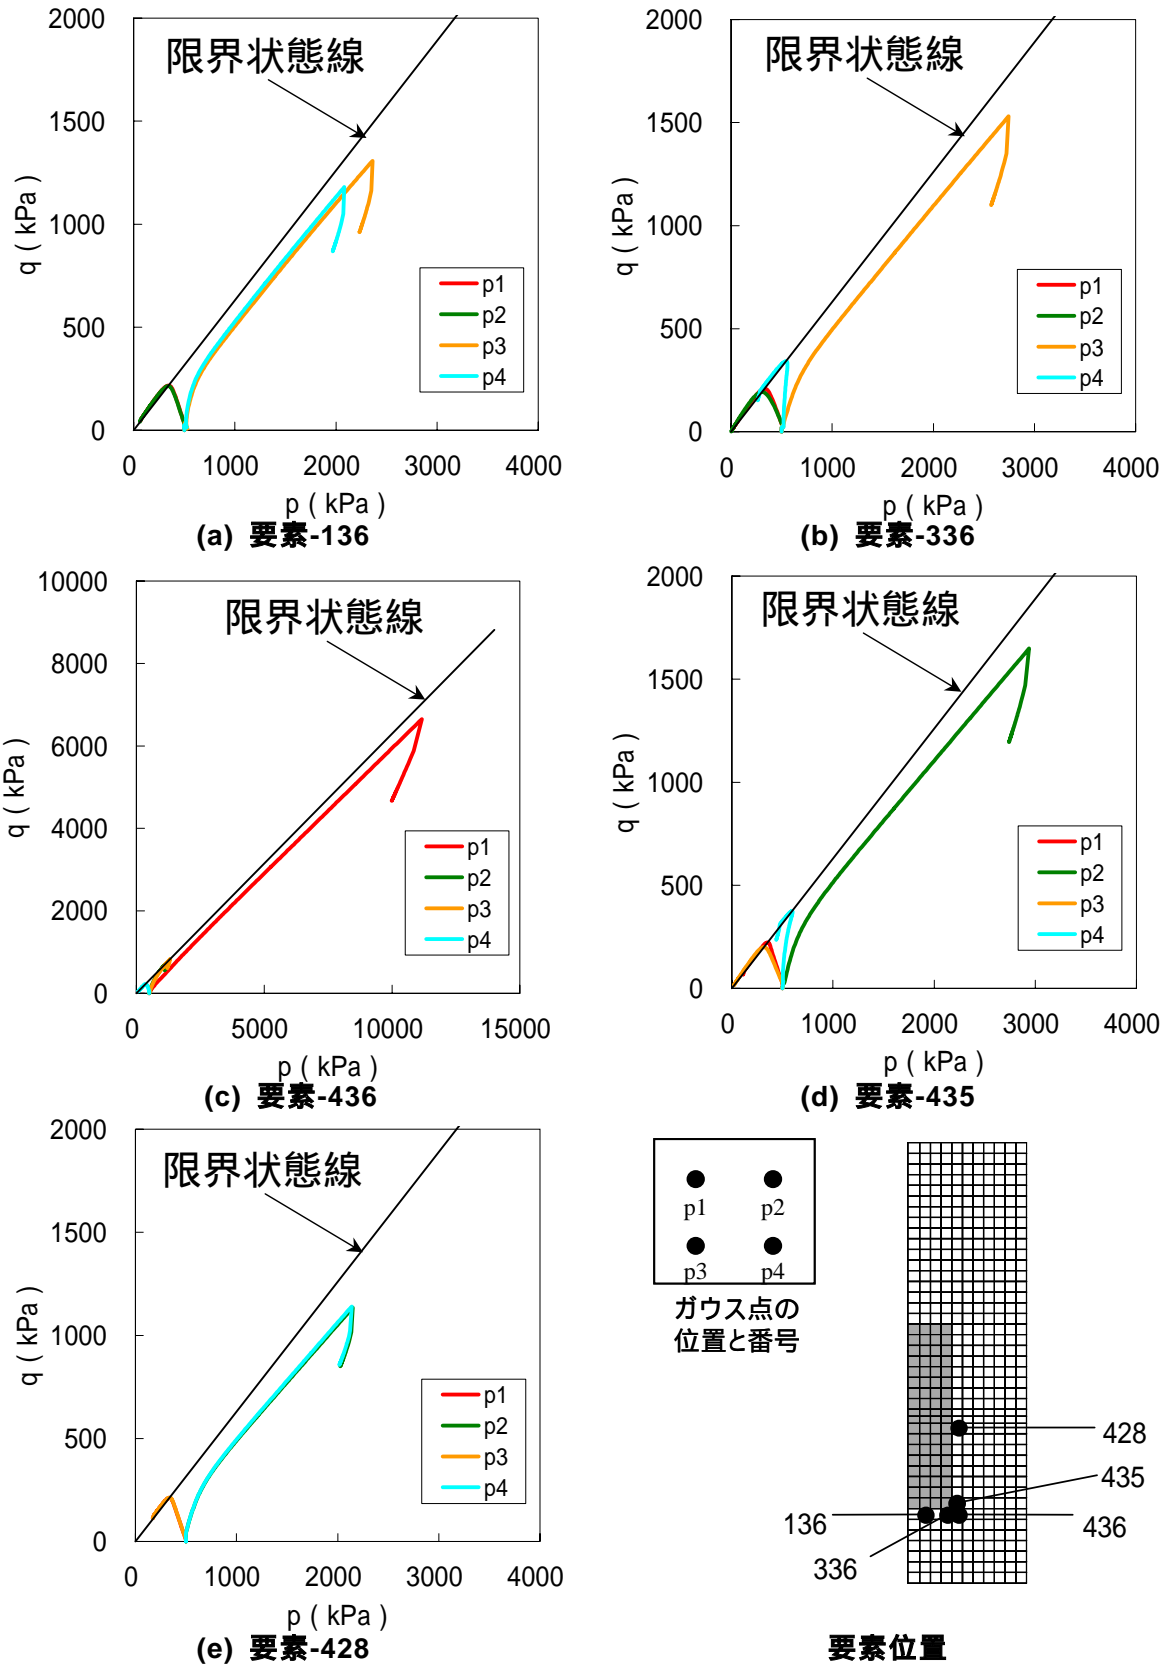 2000
1500
1000
500
0
0
1000
2000
3000
4000
q ( kPa )
p ( kPa )
限界状態線
p1
p2
p3
p4
(a) 要素-136
2000
1500
1000
500
0
0
1000
2000
3000
4000
q ( kPa )
p ( kPa )
限界状態線
p1
p2
p3
p4
(b) 要素-336
10000
8000
6000
4000
2000
0
0
5000
10000
15000
q ( kPa )
p ( kPa )
限界状態線
p1
p2
p3
p4
(c) 要素-436
2000
1500
1000
500
0
0
1000
2000
3000
4000
q ( kPa )
p ( kPa )
限界状態線
p1
p2
p3
p4
(d) 要素-435
2000
1500
1000
500
0
0
1000
2000
3000
4000
q ( kPa )
p ( kPa )
限界状態線
p1
p2
p3
p4
(e) 要素-428
p1
p2
p3
p4
ガウス点の
位置と番号
428
435
136
436
336
要素位置